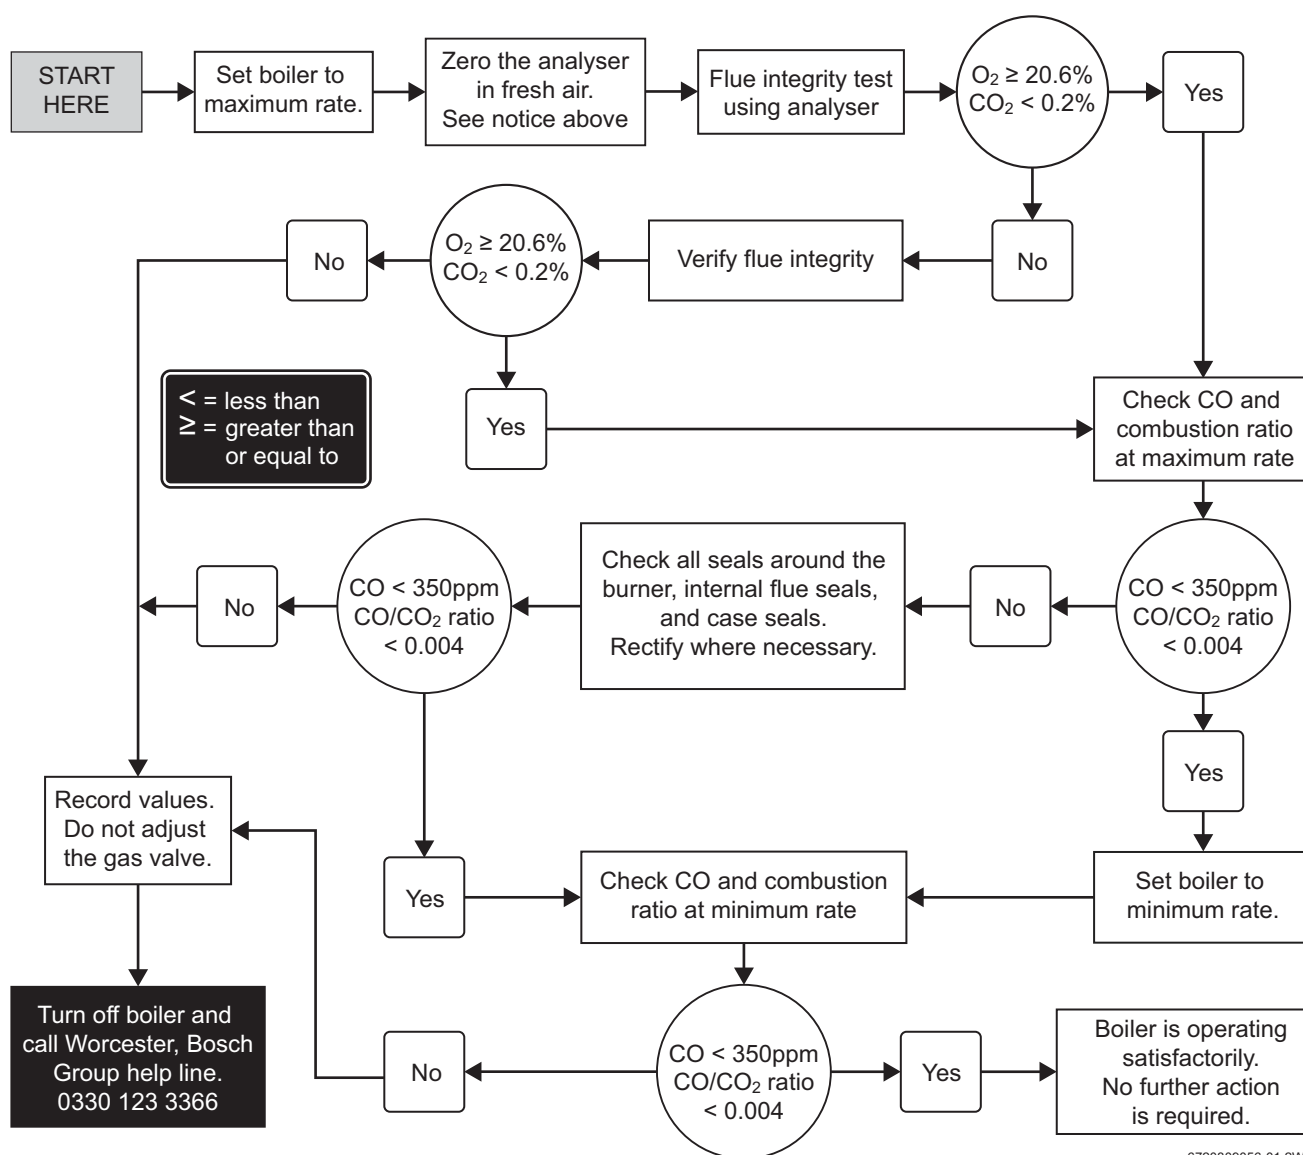 START
HERE
Set boiler to
maximum rate.
Zero the analyser
in fresh air.
See notice above
Flue integrity test
using analyser
O₂ ≥ 20.6%
CO₂ < 0.2%
Yes
No
Verify flue integrity
O₂ ≥ 20.6%
CO₂ < 0.2%
No
Yes
< = less than
≥ = greater than
or equal to
Check CO and
combustion ratio
at maximum rate
CO < 350ppm
CO/CO₂ ratio
< 0.004
No
Check all seals around the
burner, internal flue seals,
and case seals.
Rectify where necessary.
CO < 350ppm
CO/CO₂ ratio
< 0.004
No
Yes
Yes
Set boiler to
minimum rate.
Check CO and combustion
ratio at minimum rate
Record values.
Do not adjust
the gas valve.
Turn off boiler and
call Worcester, Bosch
Group help line.
0330 123 3366
No
CO < 350ppm
CO/CO₂ ratio
< 0.004
Yes
Boiler is operating
satisfactorily.
No further action
is required.